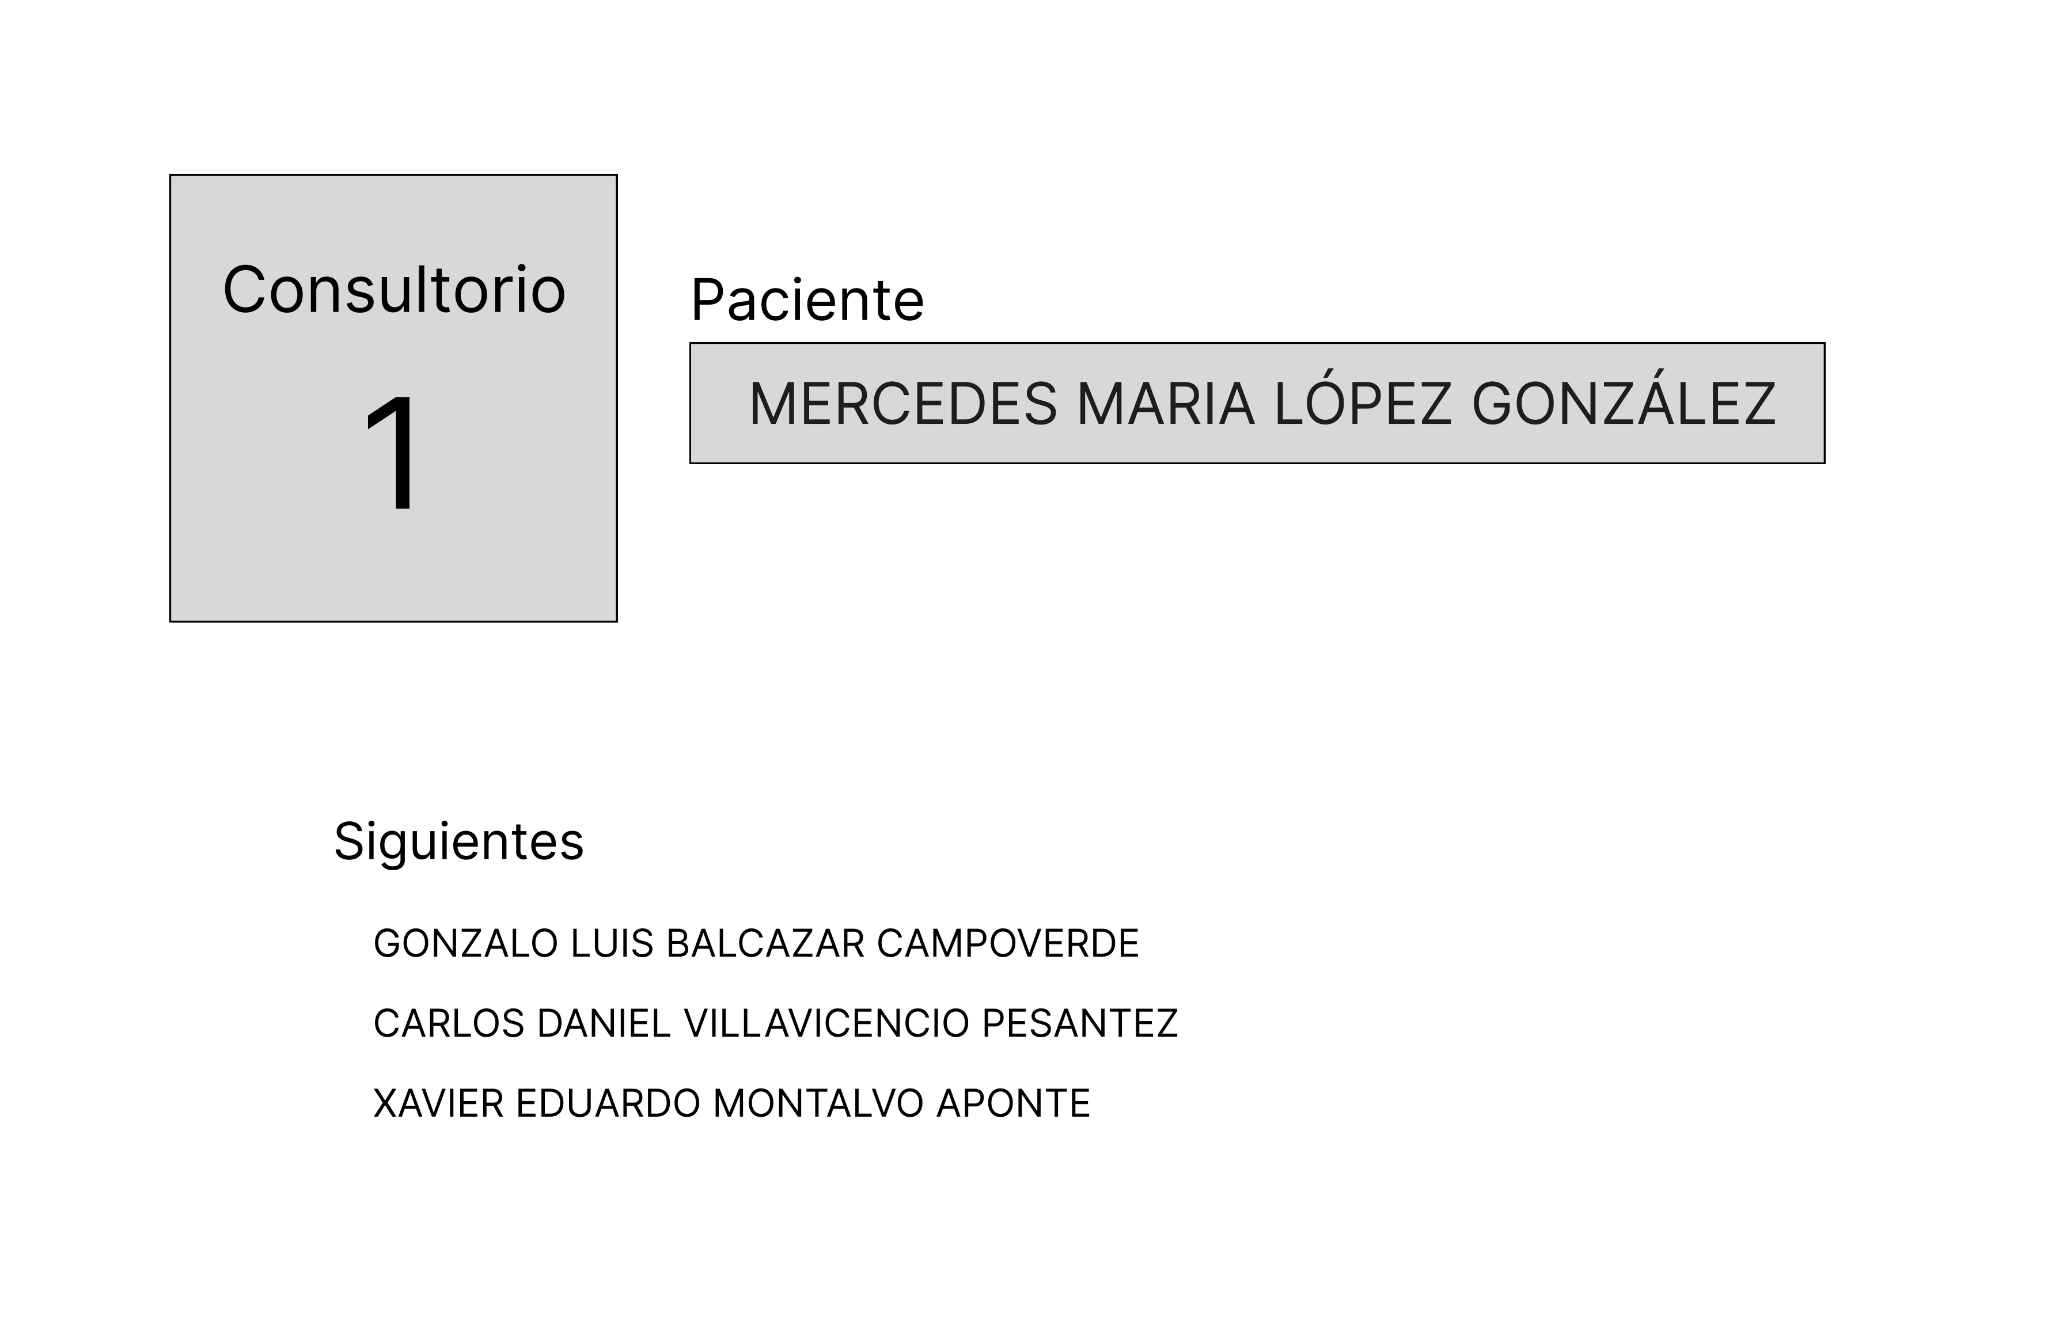 Consultorio
1
Paciente
MERCEDES MARIA LÓPEZ GONZÁLEZ
Siguientes
GONZALO LUIS BALCAZAR CAMPOVERDE
CARLOS DANIEL VILLAVICENCIO PESANTEZ
XAVIER EDUARDO MONTALVO APONTE